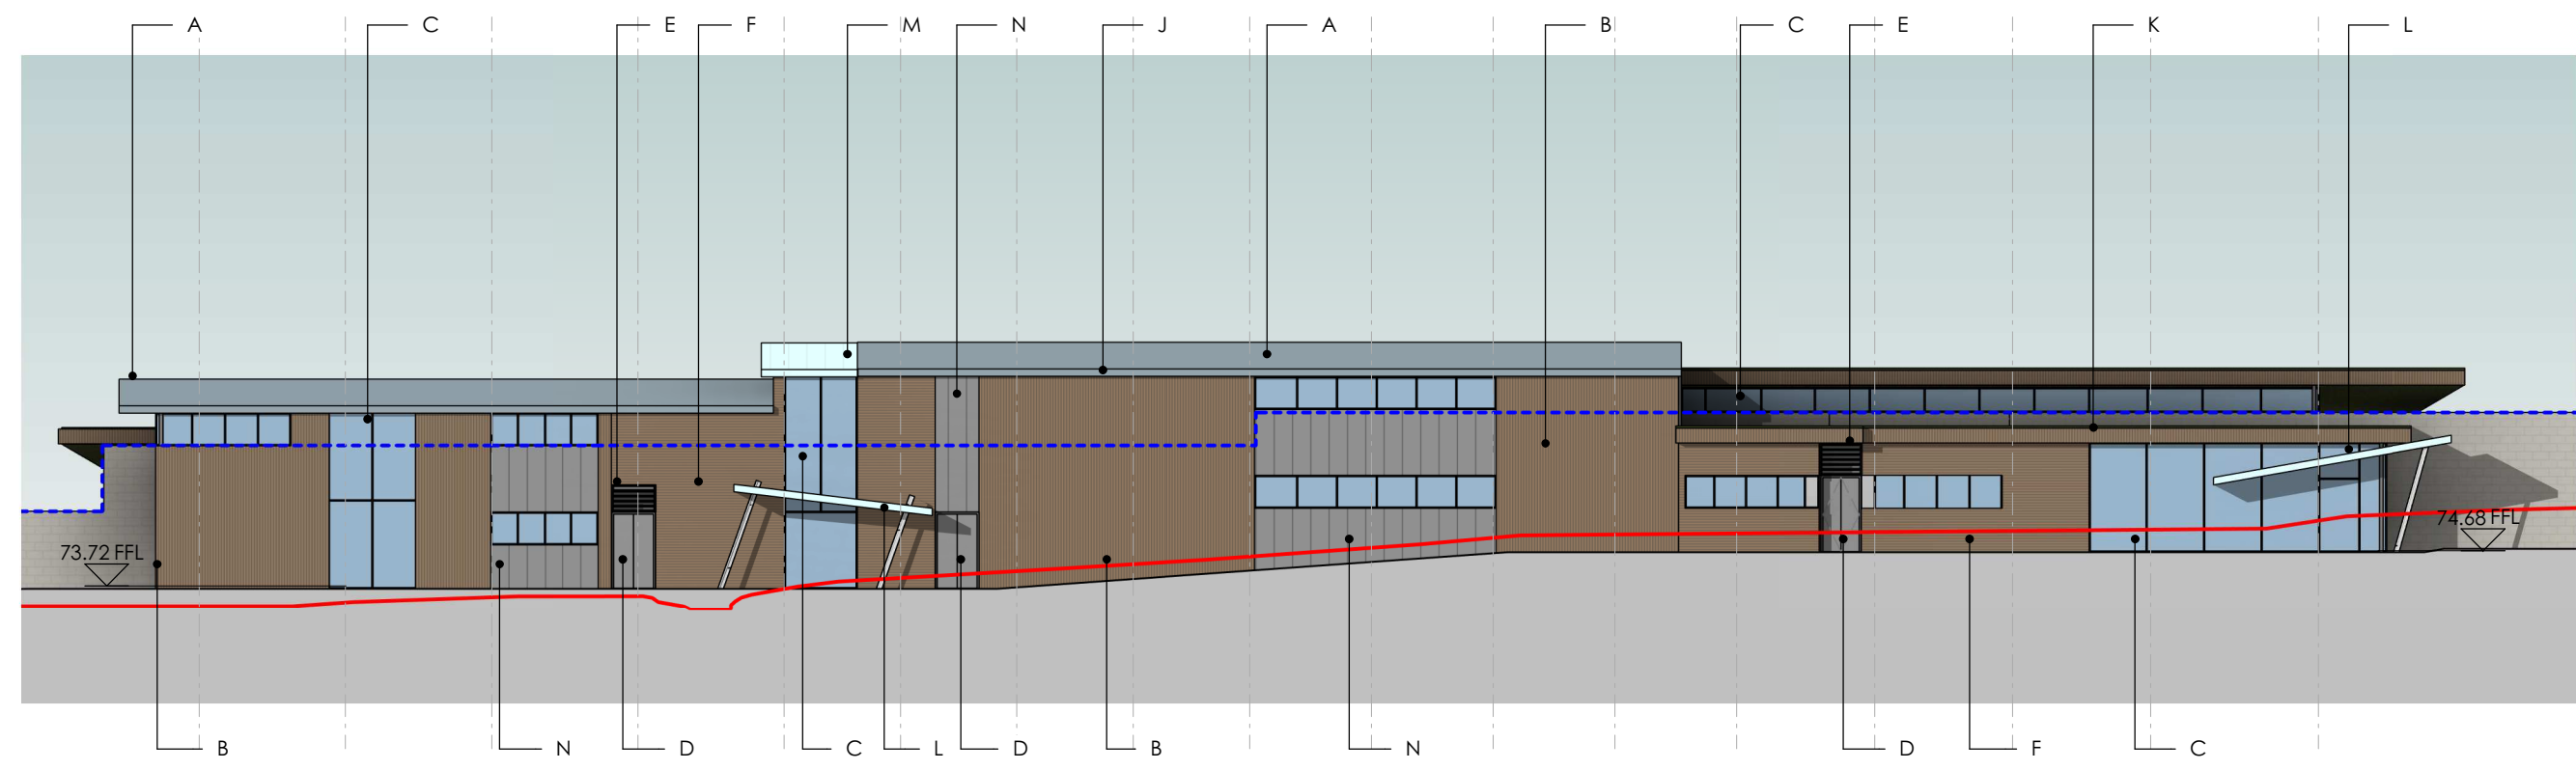 A C E F M N J A B C E K L
73.72 FFL
74.68 FFL
B N D C L D B N D F C